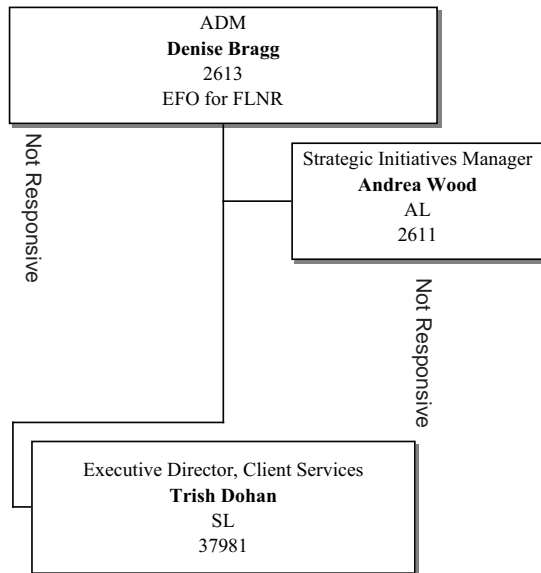 ADM
Denise Bragg
2613
EFO for FLNR
Not Responsive
Strategic Initiatives Manager
Andrea Wood
AL
2611
Not Responsive
Executive Director, Client Services
Trish Dohan
SL
37981